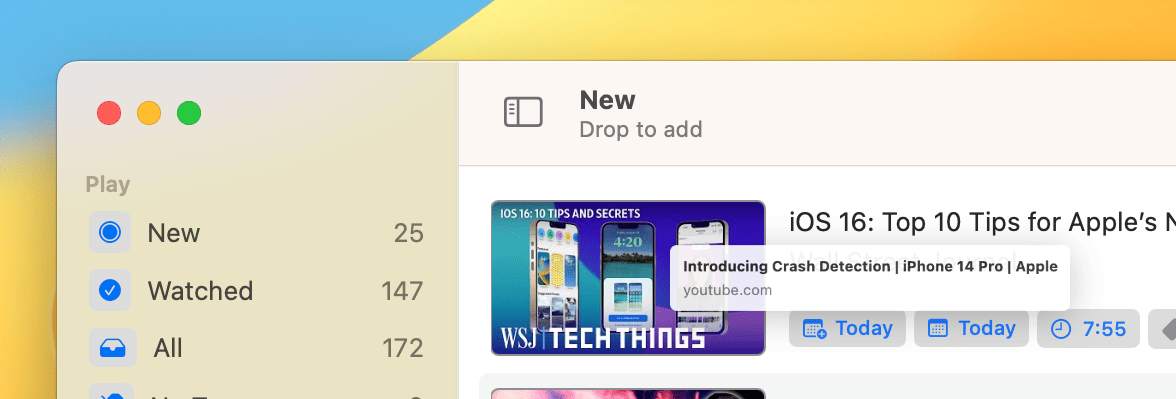 New
Drop to add
Play
New 25
Watched 147
All 172
IOS 16: 10 TIPS AND SECRETS
4:20
WSJ TECH THINGS
iOS 16: Top 10 Tips for Apple’s
Introducing Crash Detection | iPhone 14 Pro | Apple
youtube.com
Today
Today
7:55